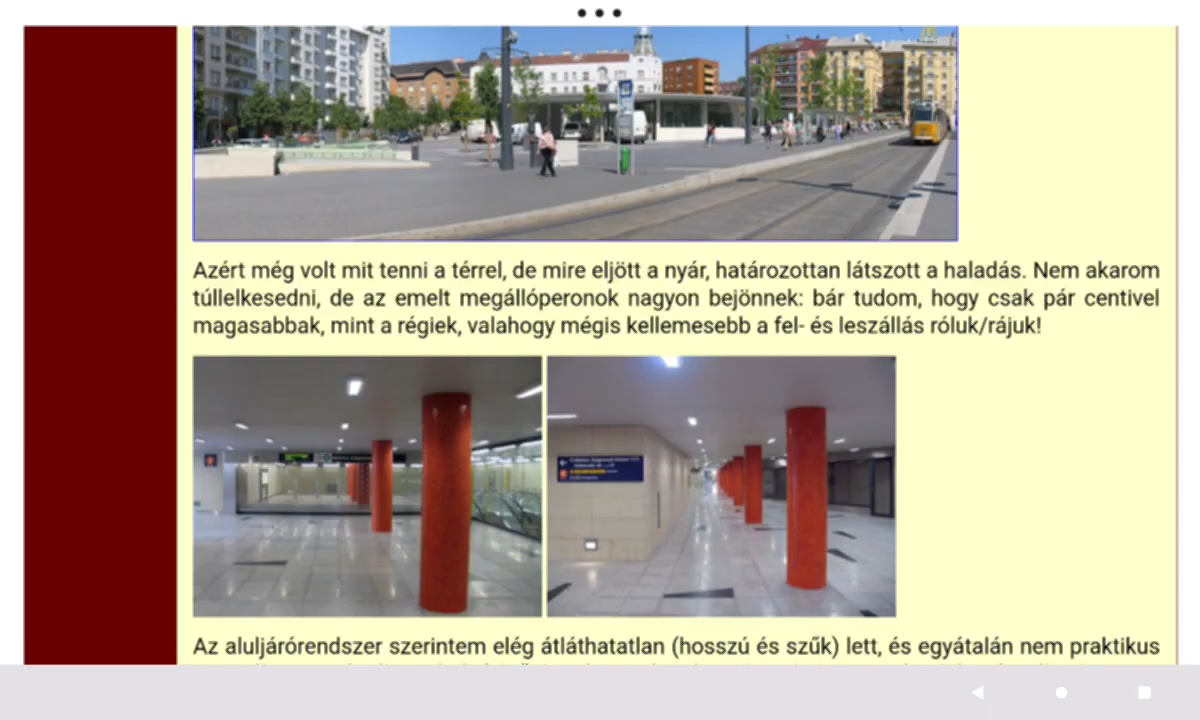 Azért még volt mit tenni a térrel, de mire eljött a nyár, határozottan látszott a haladás. Nem akarom
túllelkesedni, de az emelt megállóperonok nagyon bejönnek: bár tudom, hogy csak pár centivel
magasabbak, mint a régiek, valahogy mégis kellemesebb a fel- és leszállás róluk/rájuk!
Az aluljárórendszer szerintem elég átláthatatlan (hosszú és szűk) lett, és egyátalán nem praktikus